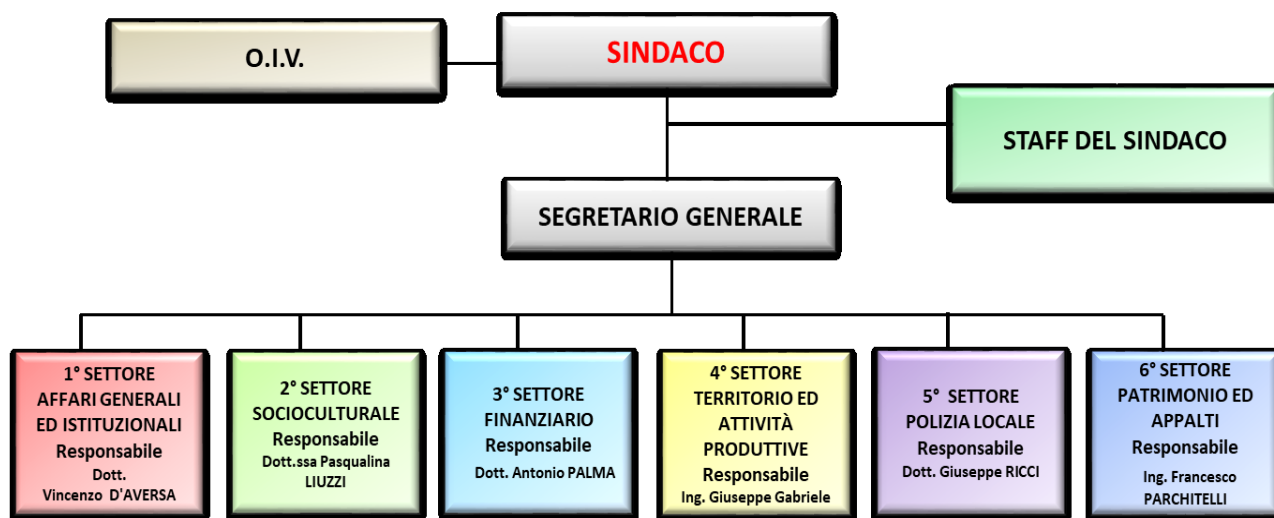 O.I.V.
SINDACO
STAFF DEL SINDACO
SEGRETARIO GENERALE
1° SETTORE
AFFARI GENERALI
ED ISTITUZIONALI
Responsabile
Dott.
Vincenzo D'AVERSA
2° SETTORE
SOCIOCULTURALE
Responsabile
Dott.ssa Pasqualina
LIUZZI
3° SETTORE
FINANZIARIO
Responsabile
Dott. Antonio PALMA
4° SETTORE
TERRITORIO ED
ATTIVITÀ
PRODUTTIVE
Responsabile
Ing. Giuseppe Gabriele
5° SETTORE
POLIZIA LOCALE
Responsabile
Dott. Giuseppe RICCI
6° SETTORE
PATRIMONIO ED
APPALTI
Responsabile
Ing. Francesco
PARCHITELLI